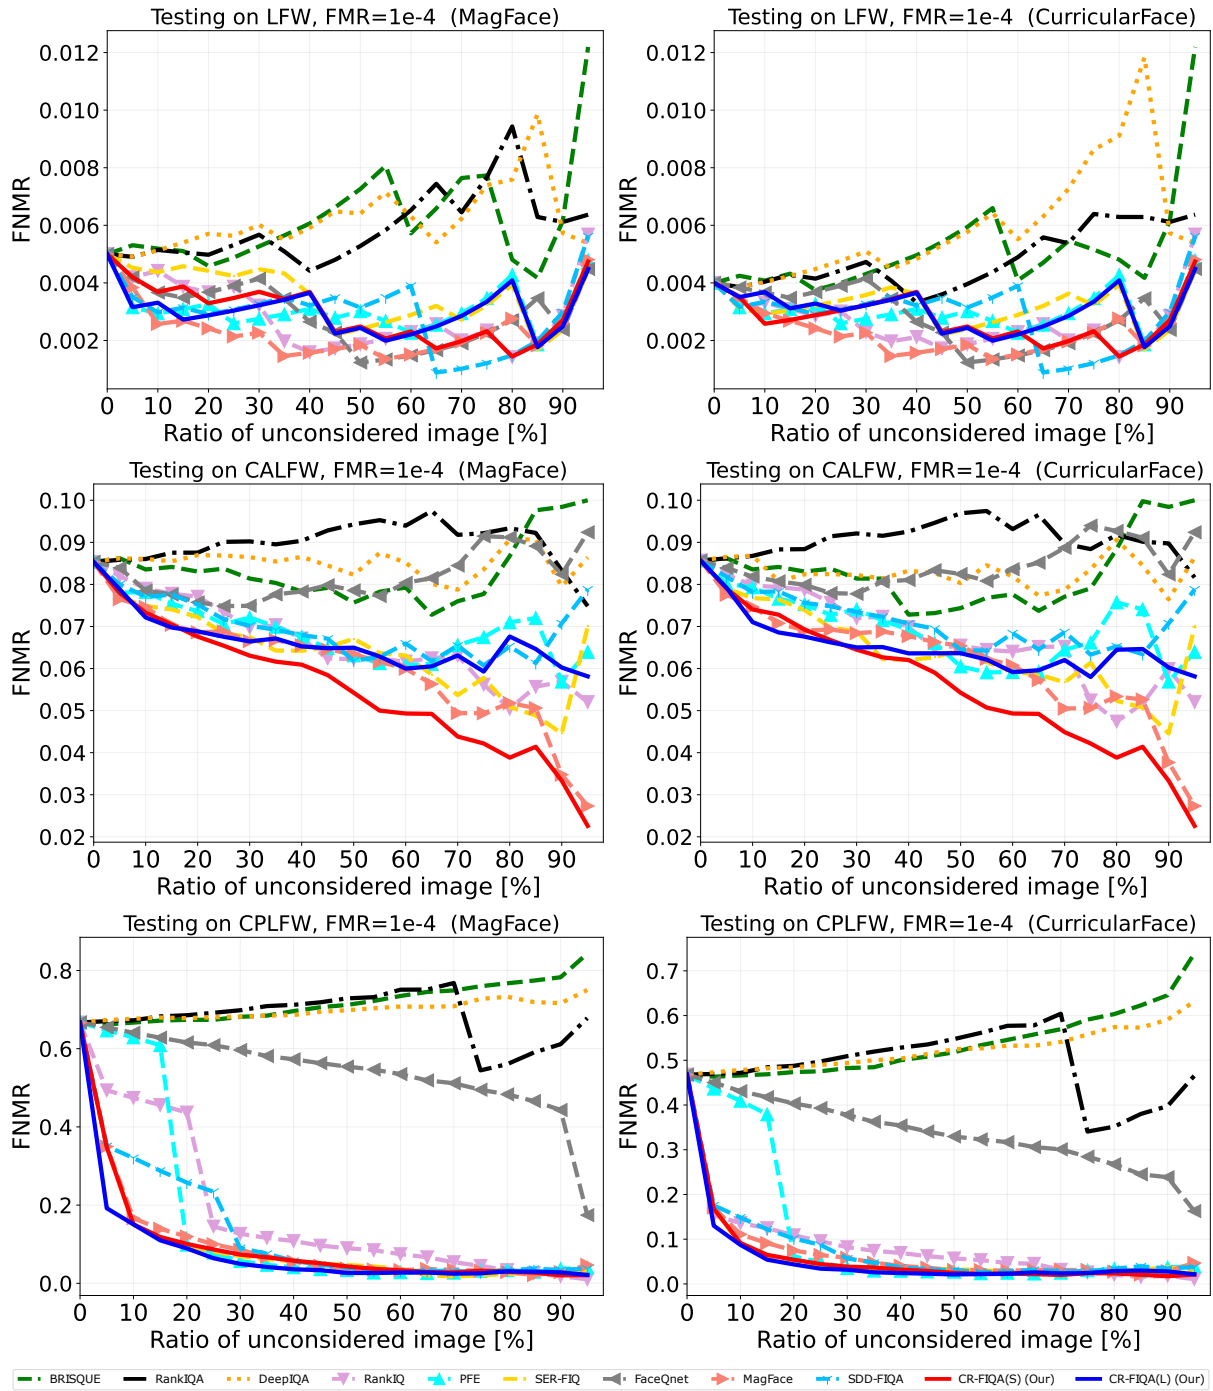 Testing on LFW, FMR=1e-4 (MagFace)
FNMR
0.012
0.010
0.008
0.006
0.004
0.002
0 10 20 30 40 50 60 70 80 90
Ratio of unconsidered image [%]
Testing on LFW, FMR=1e-4 (CurricularFace)
FNMR
0.012
0.010
0.008
0.006
0.004
0.002
0 10 20 30 40 50 60 70 80 90
Ratio of unconsidered image [%]
Testing on CALFW, FMR=1e-4 (MagFace)
FNMR
0.10
0.09
0.08
0.07
0.06
0.05
0.04
0.03
0.02
0 10 20 30 40 50 60 70 80 90
Ratio of unconsidered image [%]
Testing on CALFW, FMR=1e-4 (CurricularFace)
FNMR
0.10
0.09
0.08
0.07
0.06
0.05
0.04
0.03
0.02
0 10 20 30 40 50 60 70 80 90
Ratio of unconsidered image [%]
Testing on CPLFW, FMR=1e-4 (MagFace)
FNMR
0.8
0.6
0.4
0.2
0.0
0 10 20 30 40 50 60 70 80 90
Ratio of unconsidered image [%]
Testing on CPLFW, FMR=1e-4 (CurricularFace)
FNMR
0.7
0.6
0.5
0.4
0.3
0.2
0.1
0.0
0 10 20 30 40 50 60 70 80 90
Ratio of unconsidered image [%]
BRISQUE RankIQA DeepIQA RankIQ PFE SER-FIQ FaceQnet MagFace SDD-FIQA CR-FIQA(S) (Our) CR-FIQA(L) (Our)